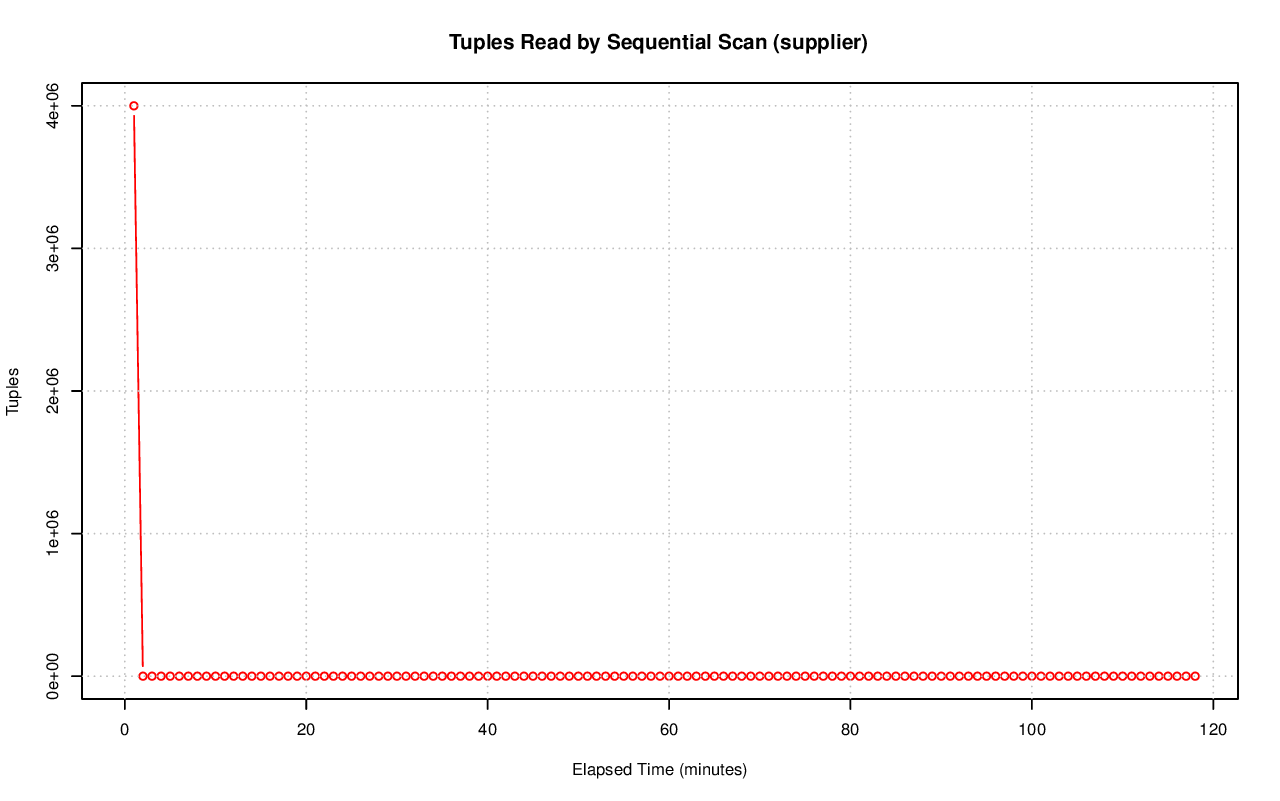 Tuples Read by Sequential Scan (supplier)
Tuples
4e+06
3e+06
2e+06
1e+06
0e+00
0 20 40 60 80 100 120
Elapsed Time (minutes)